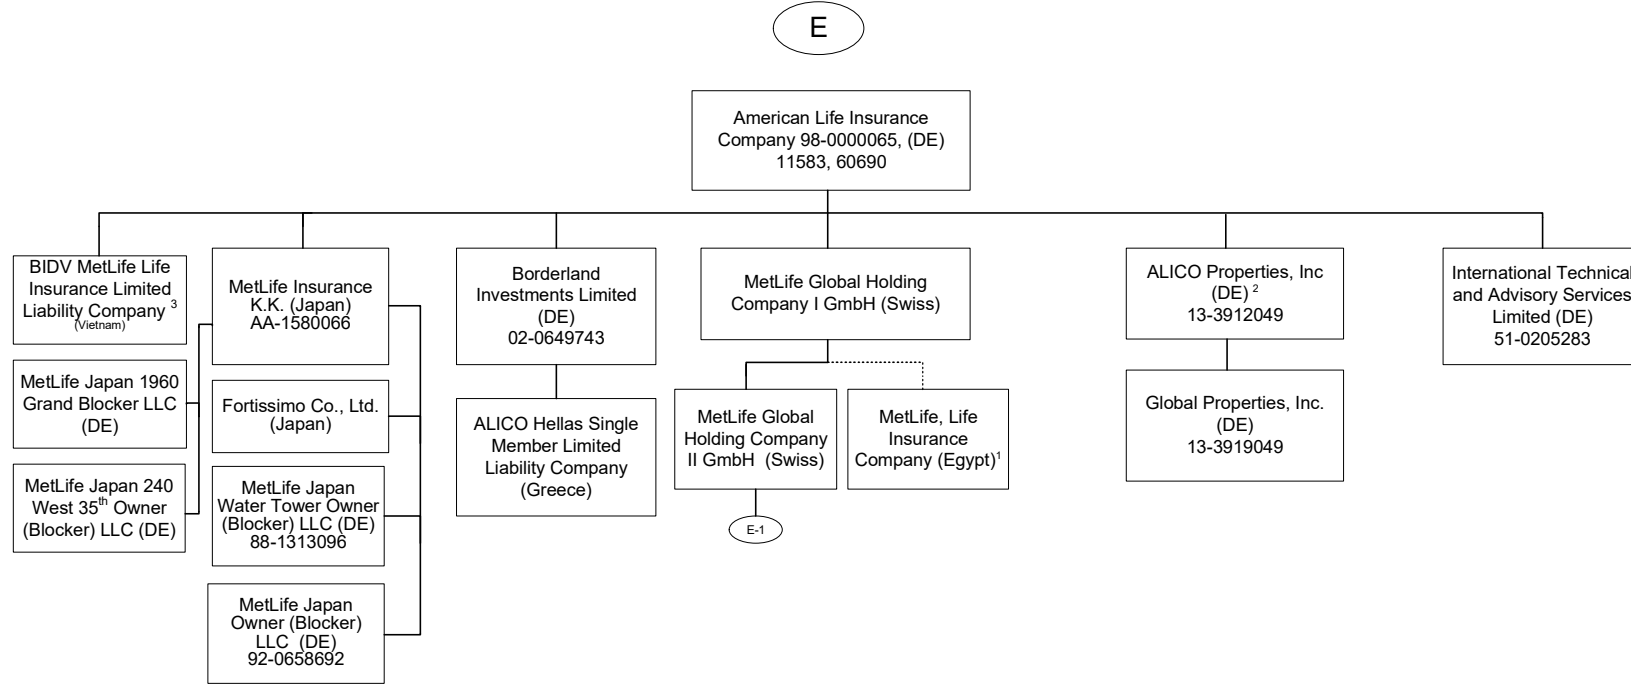 E
American Life Insurance
Company 98-0000065, (DE)
11583, 60690
BIDV MetLife Life
Insurance Limited
Liability Company 3
(Vietnam)
MetLife Insurance
K.K. (Japan)
AA-1580066
Borderland
Investments Limited
(DE)
02-0649743
MetLife Global Holding
Company I GmbH (Swiss)
ALICO Properties, Inc
(DE) 2
13-3912049
International Technical
and Advisory Services
Limited (DE)
51-0205283
MetLife Japan 1960
Grand Blocker LLC
(DE)
Fortissimo Co., Ltd.
(Japan)
ALICO Hellas Single
Member Limited
Liability Company
(Greece)
MetLife Global
Holding Company
II GmbH (Swiss)
MetLife, Life
Insurance
Company (Egypt)1
Global Properties, Inc.
(DE)
13-3919049
MetLife Japan 240
West 35th Owner
(Blocker) LLC (DE)
MetLife Japan
Water Tower Owner
(Blocker) LLC (DE)
88-1313096
E-1
MetLife Japan
Owner (Blocker)
LLC (DE)
92-0658692